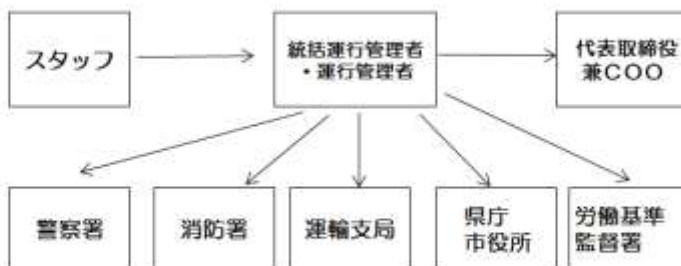 スタッフ
統括運行管理者
・運行管理者
代表取締役
兼COO
警察署
消防署
運輸支局
県庁
市役所
労働基準
監督署